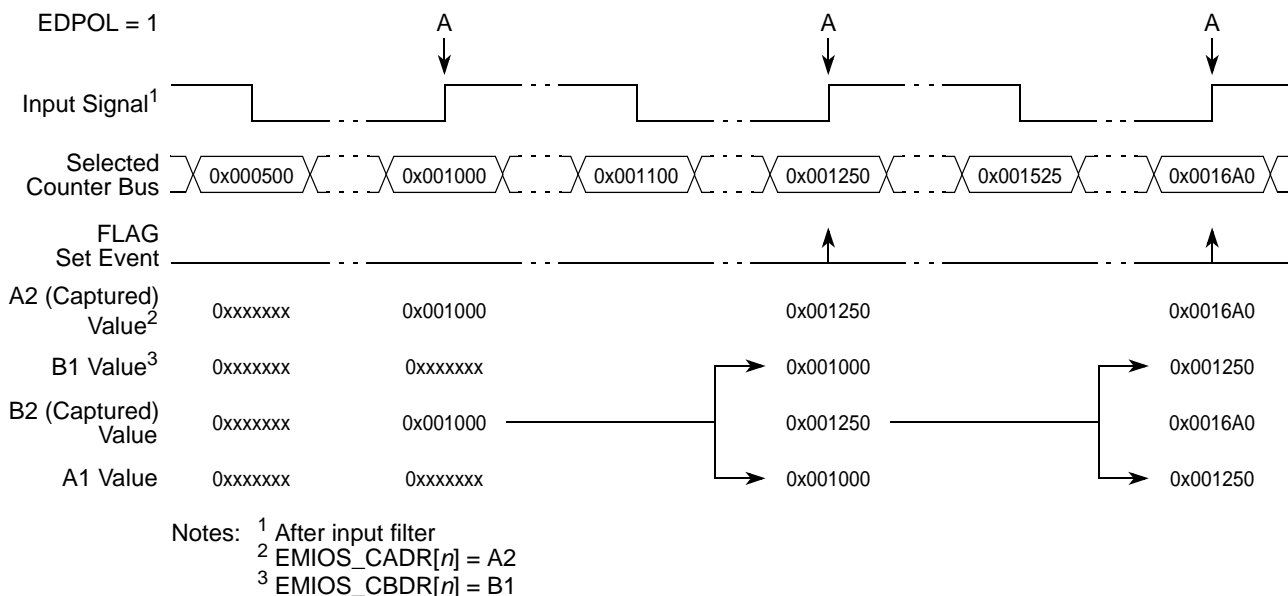 EDPOL = 1 A A A
Input Signal1
Selected
Counter Bus 0x000500 0x001000 0x001100 0x001250 0x001525 0x0016A0
FLAG
Set Event
A2 (Captured)
Value2 0xxxxxxx 0x001000 0x001250 0x0016A0
B1 Value3 0xxxxxxx 0xxxxxxx 0x001000 0x001250
B2 (Captured)
Value 0xxxxxxx 0x001000 0x001250 0x0016A0
A1 Value 0xxxxxxx 0xxxxxxx 0x001000 0x001250
Notes: 1 After input filter
2 EMIOS_CADR[n] = A2
3 EMIOS_CBDR[n] = B1